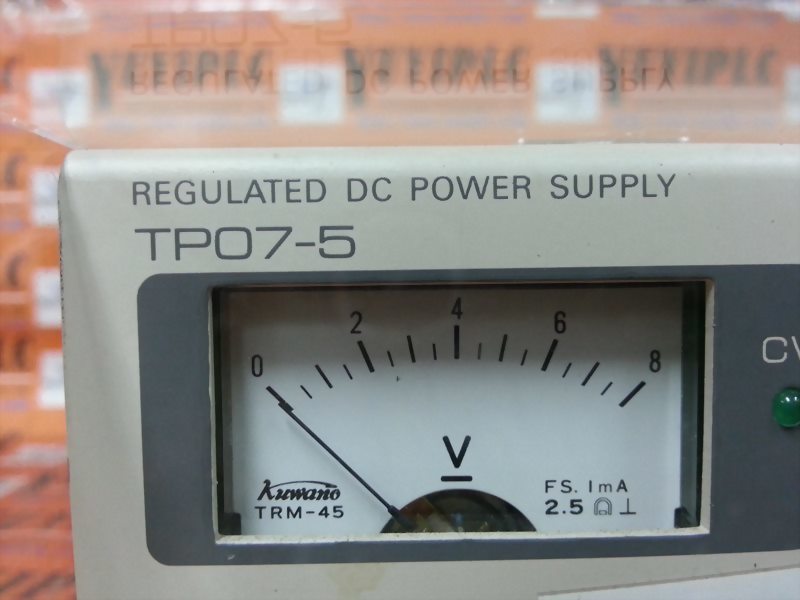 REGULATED DC POWER SUPPLY
TP07-5
0 2 4 6 8
V
Kuwano
TRM-45
FS. 1mA
2.5
CV